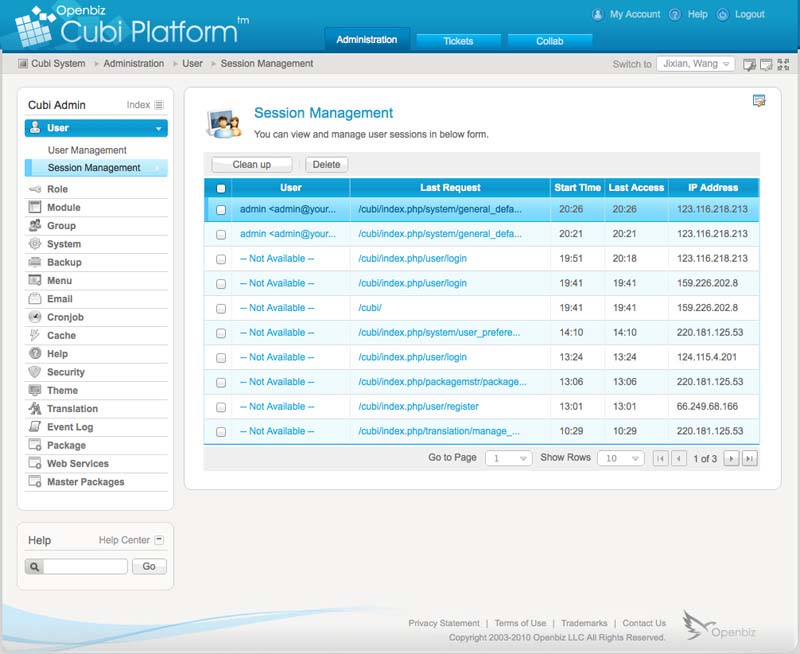 Openbiz
Cubi Platform™
My Account Help Logout
Administration Tickets Collab
Cubi System Administration User Session Management
Switch to Jixian, Wang
Cubi Admin Index
User
User Management
Session Management
Role
Module
Group
System
Backup
Menu
Email
Cronjob
Cache
Help
Security
Theme
Translation
Event Log
Package
Web Services
Master Packages
Help Help Center
Go
Session Management
You can view and manage user sessions in below form.
Clean up Delete
User Last Request Start Time Last Access IP Address
admin <admin@your... /cubi/index.php/system/general_defa... 20:26 20:26 123.116.218.213
admin <admin@your... /cubi/index.php/system/general_defa... 20:21 20:21 123.116.218.213
-- Not Available -- /cubi/index.php/user/login 19:51 20:18 123.116.218.213
-- Not Available -- /cubi/index.php/user/login 19:41 19:41 159.226.202.8
-- Not Available -- /cubi/ 19:41 19:41 159.226.202.8
-- Not Available -- /cubi/index.php/system/user_prefere... 14:10 14:10 220.181.125.53
-- Not Available -- /cubi/index.php/user/login 13:24 13:24 124.115.4.201
-- Not Available -- /cubi/index.php/packagemstr/package... 13:06 13:06 220.181.125.53
-- Not Available -- /cubi/index.php/user/register 13:01 13:01 66.249.68.166
-- Not Available -- /cubi/index.php/translation/manage_... 10:29 10:29 220.181.125.53
Go to Page 1 Show Rows 10 1 of 3
Privacy Statement | Terms of Use | Trademarks | Contact Us
Copyright 2003-2010 Openbiz LLC All Rights Reserved.
Openbiz